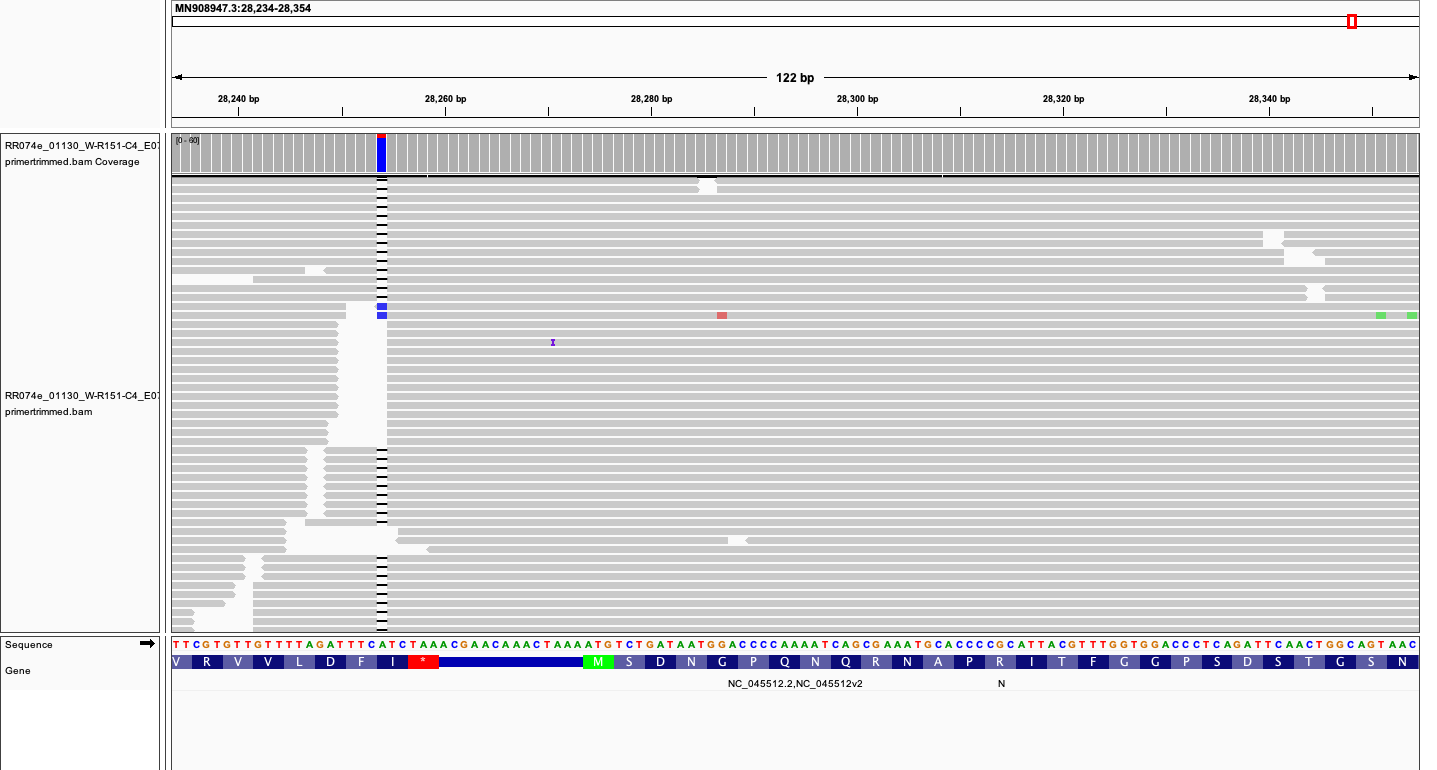 MN908947.3:28,234-28,354
122 bp
28,240 bp 28,260 bp 28,280 bp 28,300 bp 28,320 bp 28,340 bp
RR074e_01130_W-R151-C4_E07
primertrimmed.bam Coverage
[0 - 60]
RR074e_01130_W-R151-C4_E07
primertrimmed.bam
Sequence
TTCGTGTTGTTTTAGATTTCATCTAAACGAACAAACTAAAATGTCTGATAATGGACCCCAAAATCAGCGAAATGCACCCCGCATTACGTTTGGTGGACCCTCAGATTCAACTGGCAGTAAC
Gene
V R V V L D F I * M S D N G P Q N Q R N A P R I T F G G P S D S T G S N
NC_045512.2,NC_045512v2 N